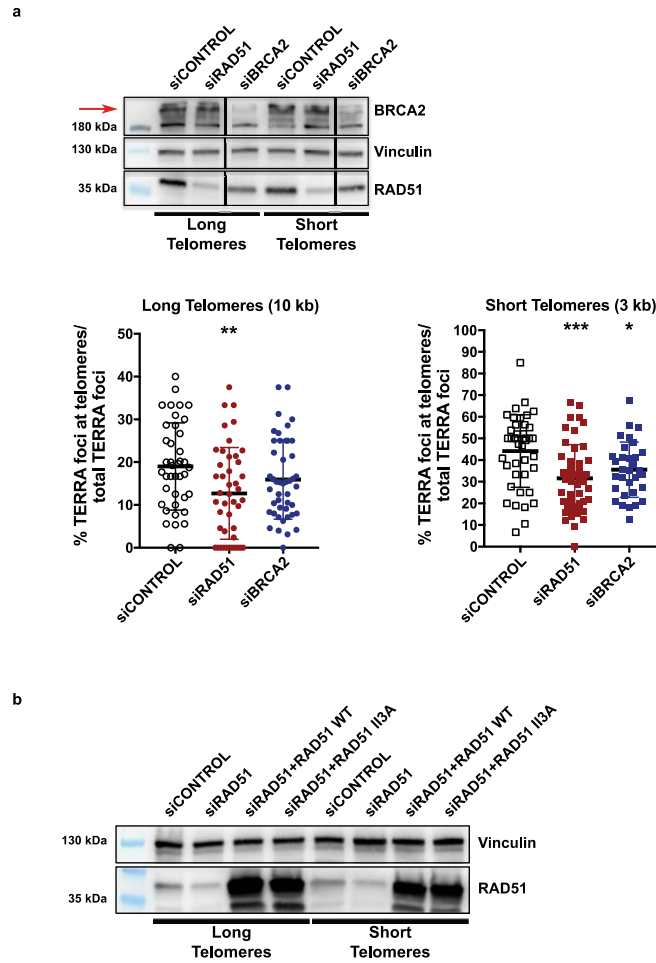 a
siCONTROL
siRAD51
siBRCA2
siCONTROL
siRAD51
siBRCA2
BRCA2
180 kDa
130 kDa
Vinculin
35 kDa
RAD51
Long
Telomeres
Short
Telomeres
Long Telomeres (10 kb)
**
% TERRA foci at telomeres/
total TERRA foci
50
40
30
20
10
0
siCONTROL
siRAD51
siBRCA2
Short Telomeres (3 kb)
***
*
% TERRA foci at telomeres/
total TERRA foci
100
90
80
70
60
50
40
30
20
10
0
siCONTROL
siRAD51
siBRCA2
b
siCONTROL
siRAD51
siRAD51+RAD51 WT
siRAD51+RAD51 II3A
siCONTROL
siRAD51
siRAD51+RAD51 WT
siRAD51+RAD51 II3A
130 kDa
Vinculin
35 kDa
RAD51
Long
Telomeres
Short
Telomeres